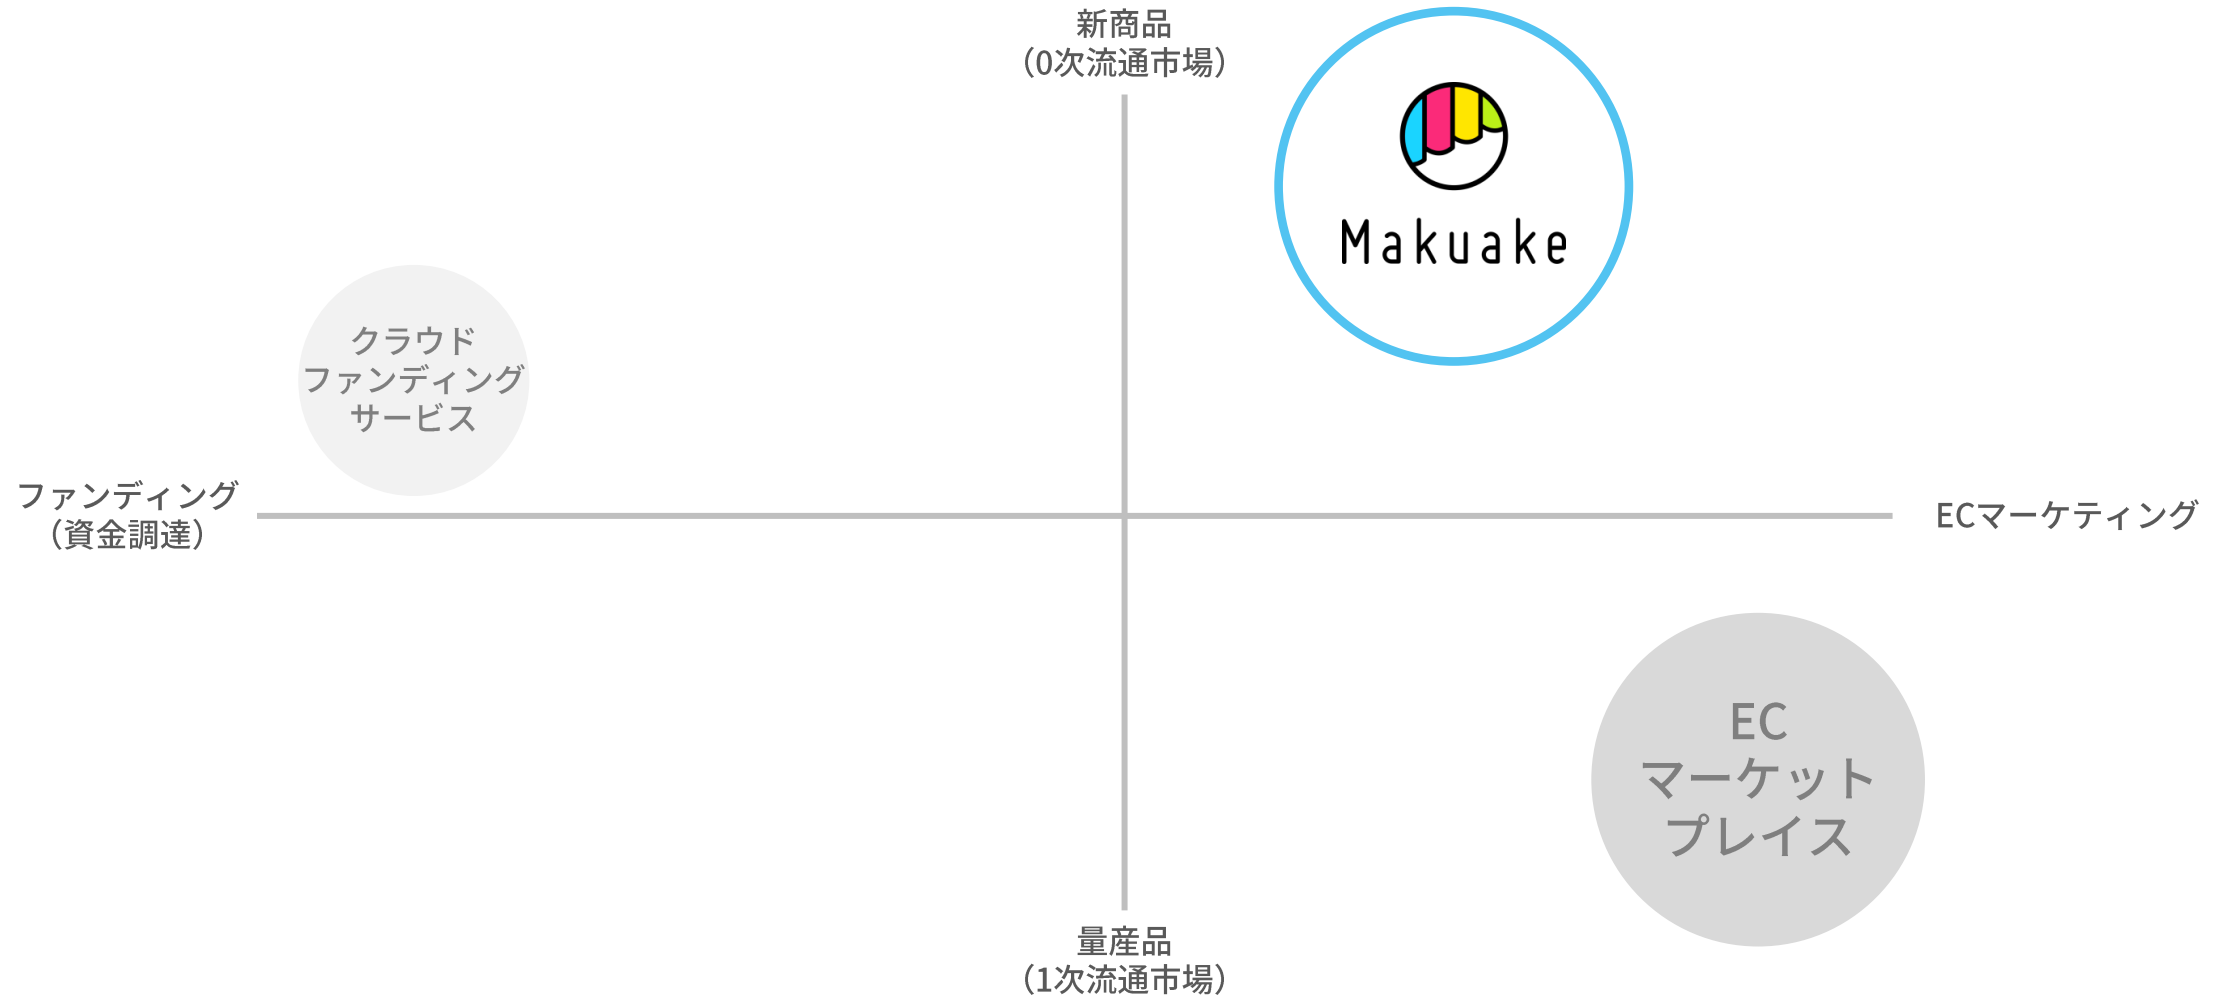 新商品
（0次流通市場）
Makuake
クラウド
ファンディング
サービス
ファンディング
（資金調達）
ECマーケティング
EC
マーケット
プレイス
量産品
（1次流通市場）